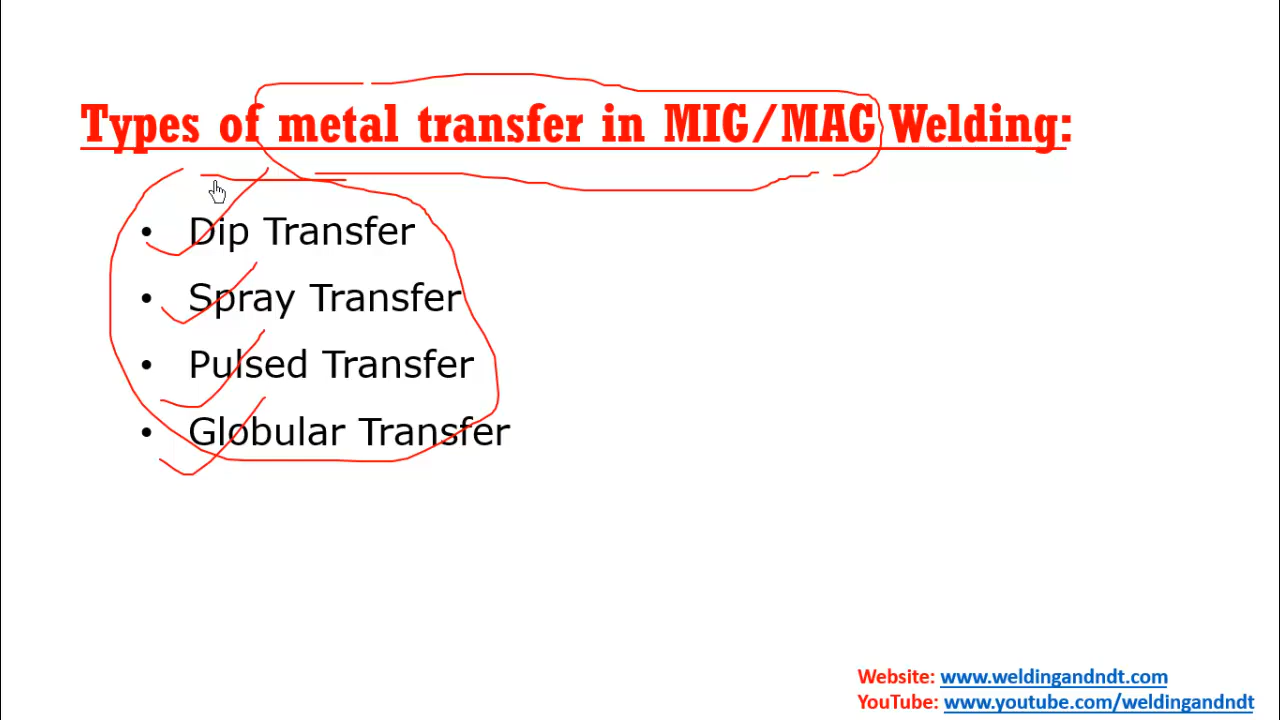 Types of metal transfer in MIG/MAG Welding:
• Dip Transfer
• Spray Transfer
• Pulsed Transfer
• Globular Transfer
Website: www.weldingandndt.com
YouTube: www.youtube.com/weldingandndt